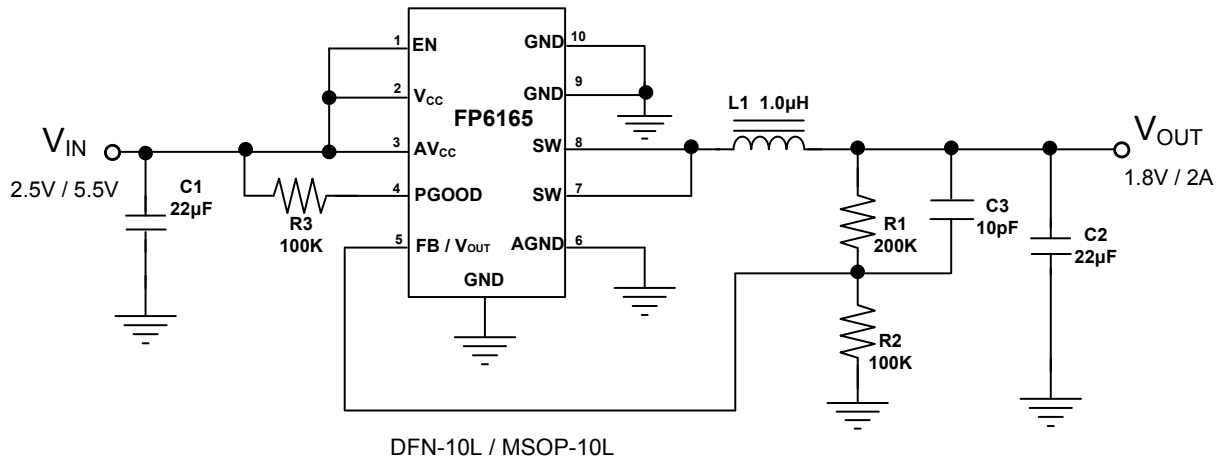 1 EN
GND 10
2 VCC
GND 9
FP6165
L1 1.0µH
VIN
3 AVCC
SW 8
VOUT
2.5V / 5.5V
1.8V / 2A
C1
22µF
R3
100K
4 PGOOD
SW 7
R1
200K
C3
10pF
C2
22µF
5 FB / VOUT
AGND 6
GND
R2
100K
DFN-10L / MSOP-10L